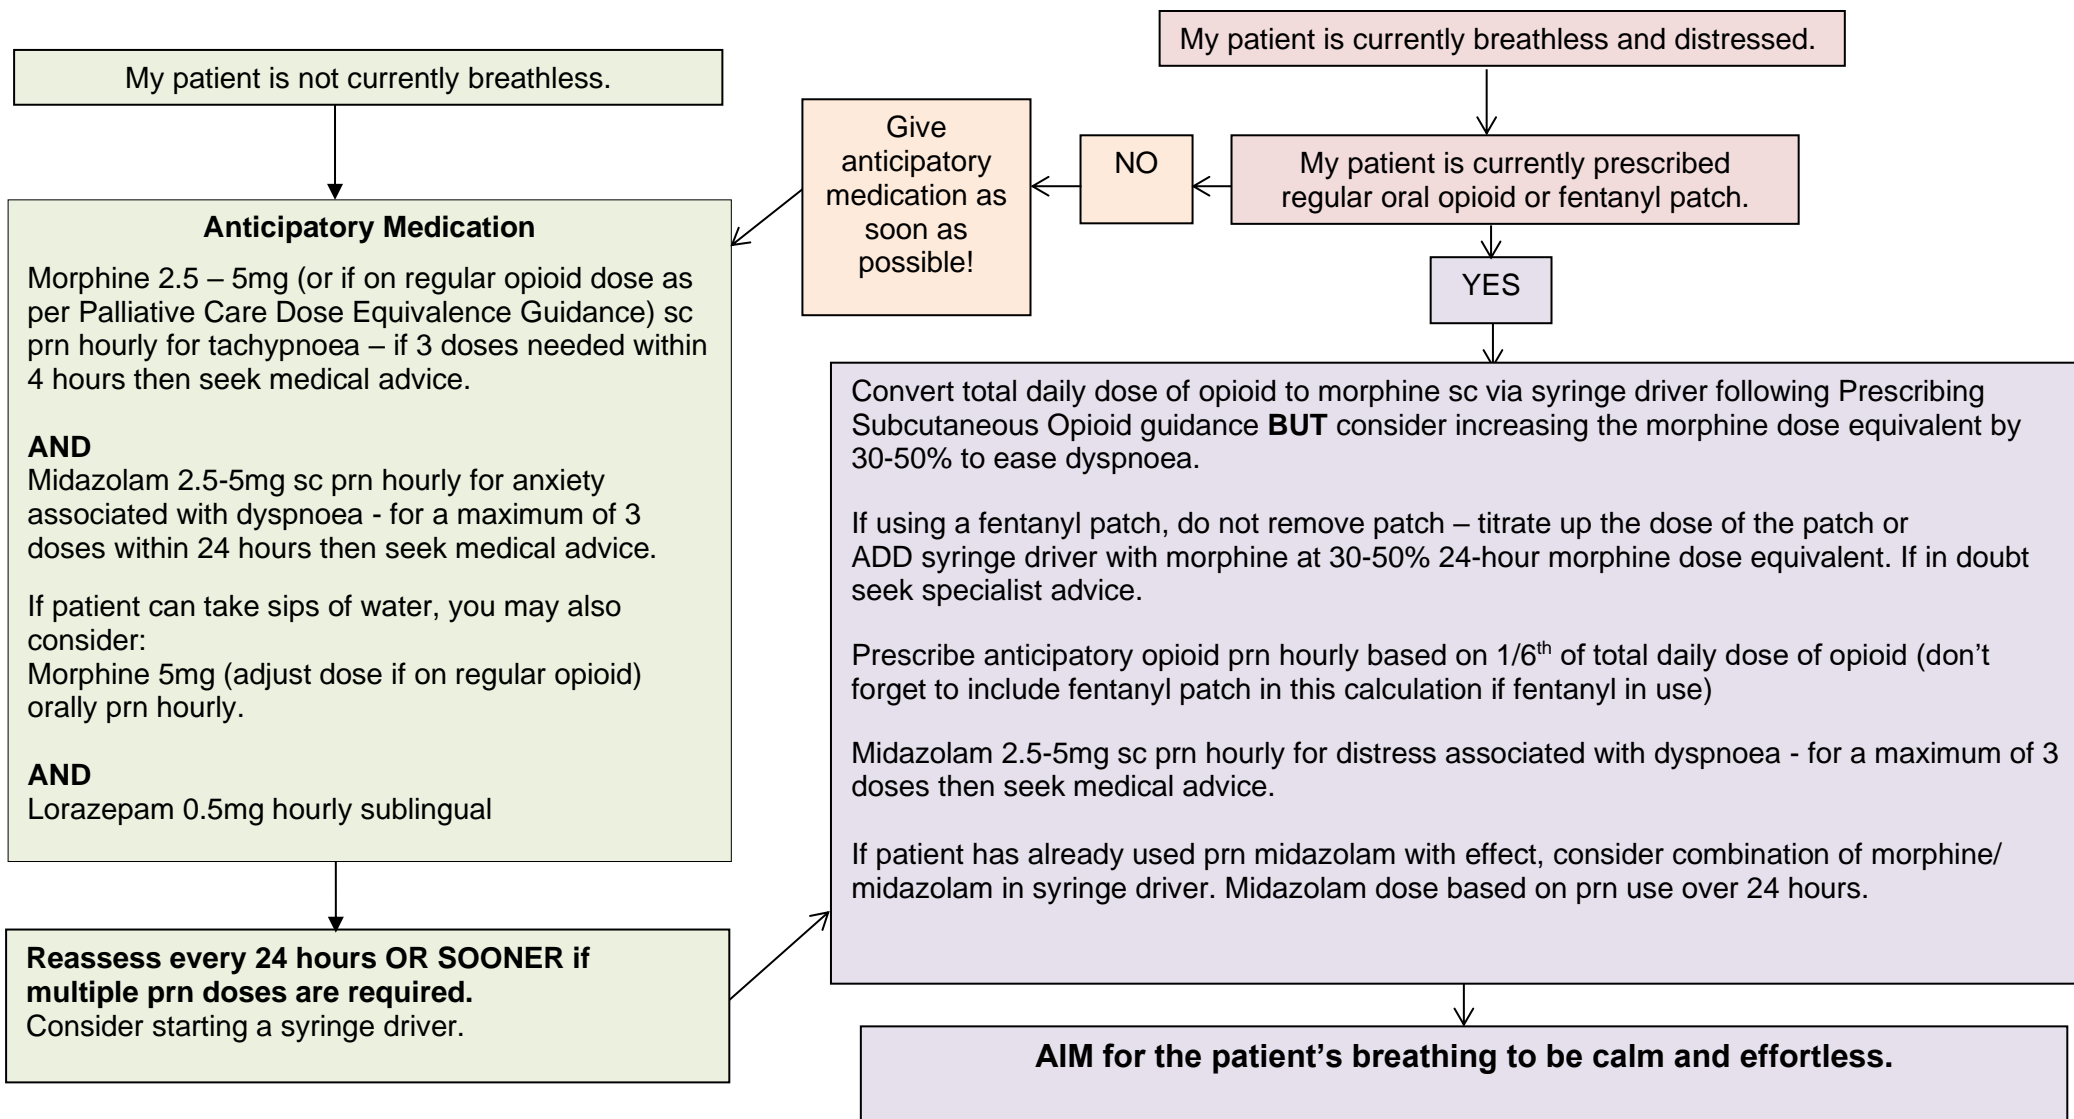 My patient is currently breathless and distressed.
My patient is not currently breathless.
Give
anticipatory
medication as
soon as
possible!
NO
My patient is currently prescribed
regular oral opioid or fentanyl patch.
YES
Anticipatory Medication
Morphine 2.5 – 5mg (or if on regular opioid dose as
per Palliative Care Dose Equivalence Guidance) sc
prn hourly for tachypnoea – if 3 doses needed within
4 hours then seek medical advice.
AND
Midazolam 2.5-5mg sc prn hourly for anxiety
associated with dyspnoea - for a maximum of 3
doses within 24 hours then seek medical advice.
If patient can take sips of water, you may also
consider:
Morphine 5mg (adjust dose if on regular opioid)
orally prn hourly.
AND
Lorazepam 0.5mg hourly sublingual
Convert total daily dose of opioid to morphine sc via syringe driver following Prescribing
Subcutaneous Opioid guidance BUT consider increasing the morphine dose equivalent by
30-50% to ease dyspnoea.
If using a fentanyl patch, do not remove patch – titrate up the dose of the patch or
ADD syringe driver with morphine at 30-50% 24-hour morphine dose equivalent. If in doubt
seek specialist advice.
Prescribe anticipatory opioid prn hourly based on 1/6th of total daily dose of opioid (don’t
forget to include fentanyl patch in this calculation if fentanyl in use)
Midazolam 2.5-5mg sc prn hourly for distress associated with dyspnoea - for a maximum of 3
doses then seek medical advice.
If patient has already used prn midazolam with effect, consider combination of morphine/
midazolam in syringe driver. Midazolam dose based on prn use over 24 hours.
Reassess every 24 hours OR SOONER if
multiple prn doses are required.
Consider starting a syringe driver.
AIM for the patient’s breathing to be calm and effortless.